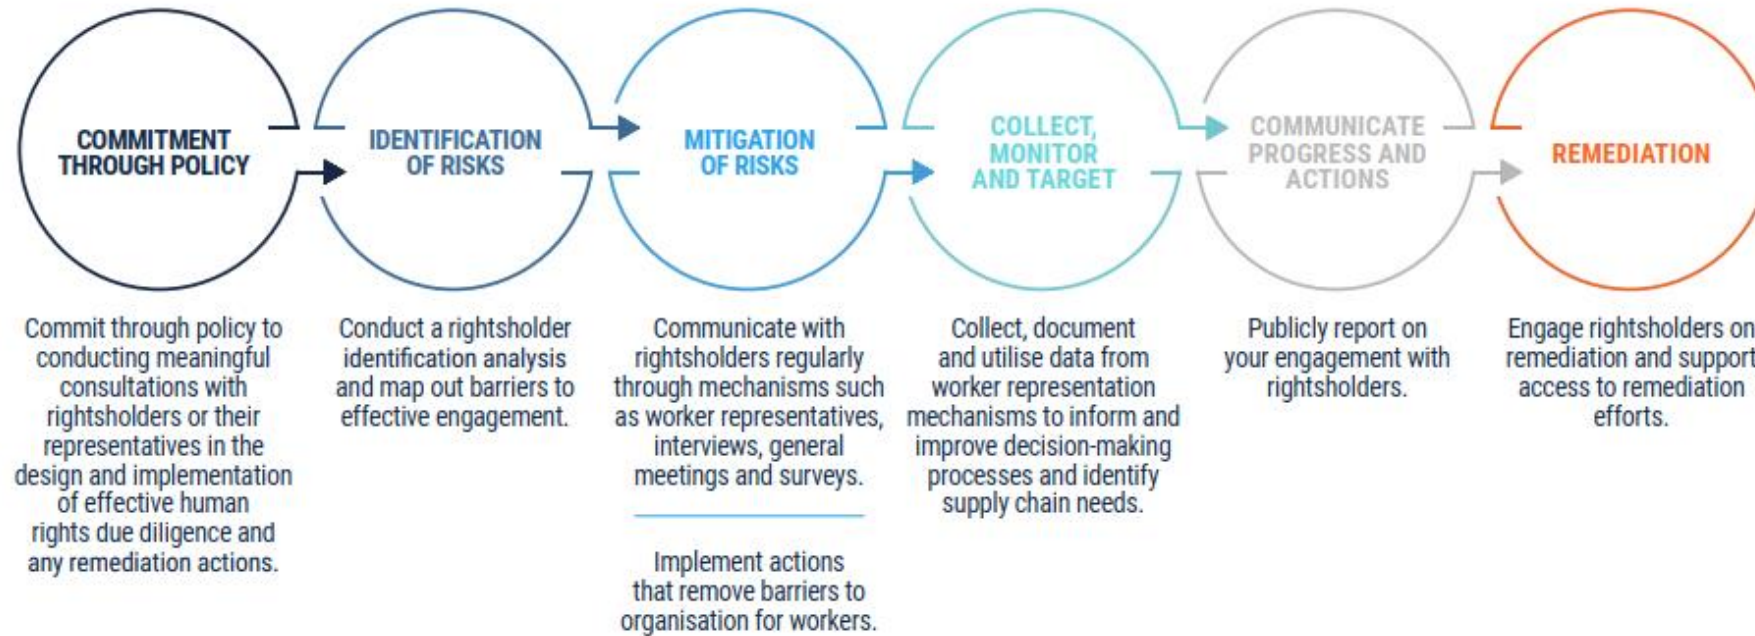 COMMITMENT
THROUGH POLICY
IDENTIFICATION
OF RISKS
MITIGATION
OF RISKS
COLLECT,
MONITOR
AND TARGET
COMMUNICATE
PROGRESS AND
ACTIONS
REMEDIATION
Commit through policy to
conducting meaningful
consultations with
rightsholders or their
representatives in the
design and implementation
of effective human
rights due diligence and
any remediation actions.
Conduct a rightsholder
identification analysis
and map out barriers to
effective engagement.
Communicate with
rightsholders regularly
through mechanisms such
as worker representatives,
interviews, general
meetings and surveys.
Implement actions
that remove barriers to
organisation for workers.
Collect, document
and utilise data from
worker representation
mechanisms to inform and
improve decision-making
processes and identify
supply chain needs.
Publicly report on
your engagement with
rightsholders.
Engage rightsholders on
remediation and support
access to remediation
efforts.